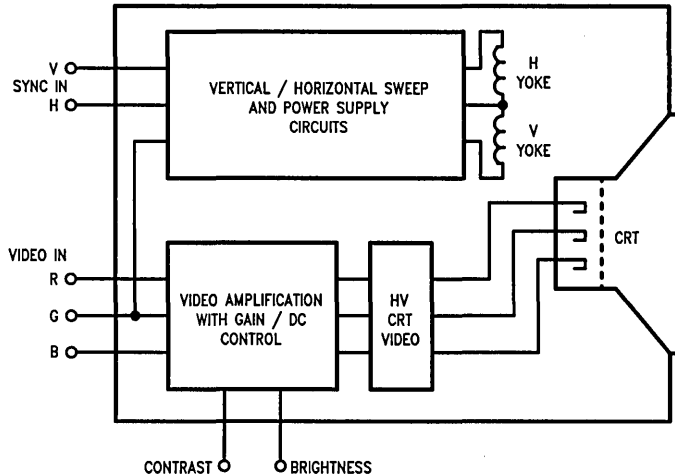 V
SYNC IN
H
VERTICAL / HORIZONTAL SWEEP
AND POWER SUPPLY
CIRCUITS
H
YOKE
V
YOKE
CRT
VIDEO IN
R
G
B
VIDEO AMPLIFICATION
WITH GAIN / DC
CONTROL
HV
CRT
VIDEO
CONTRAST
BRIGHTNESS